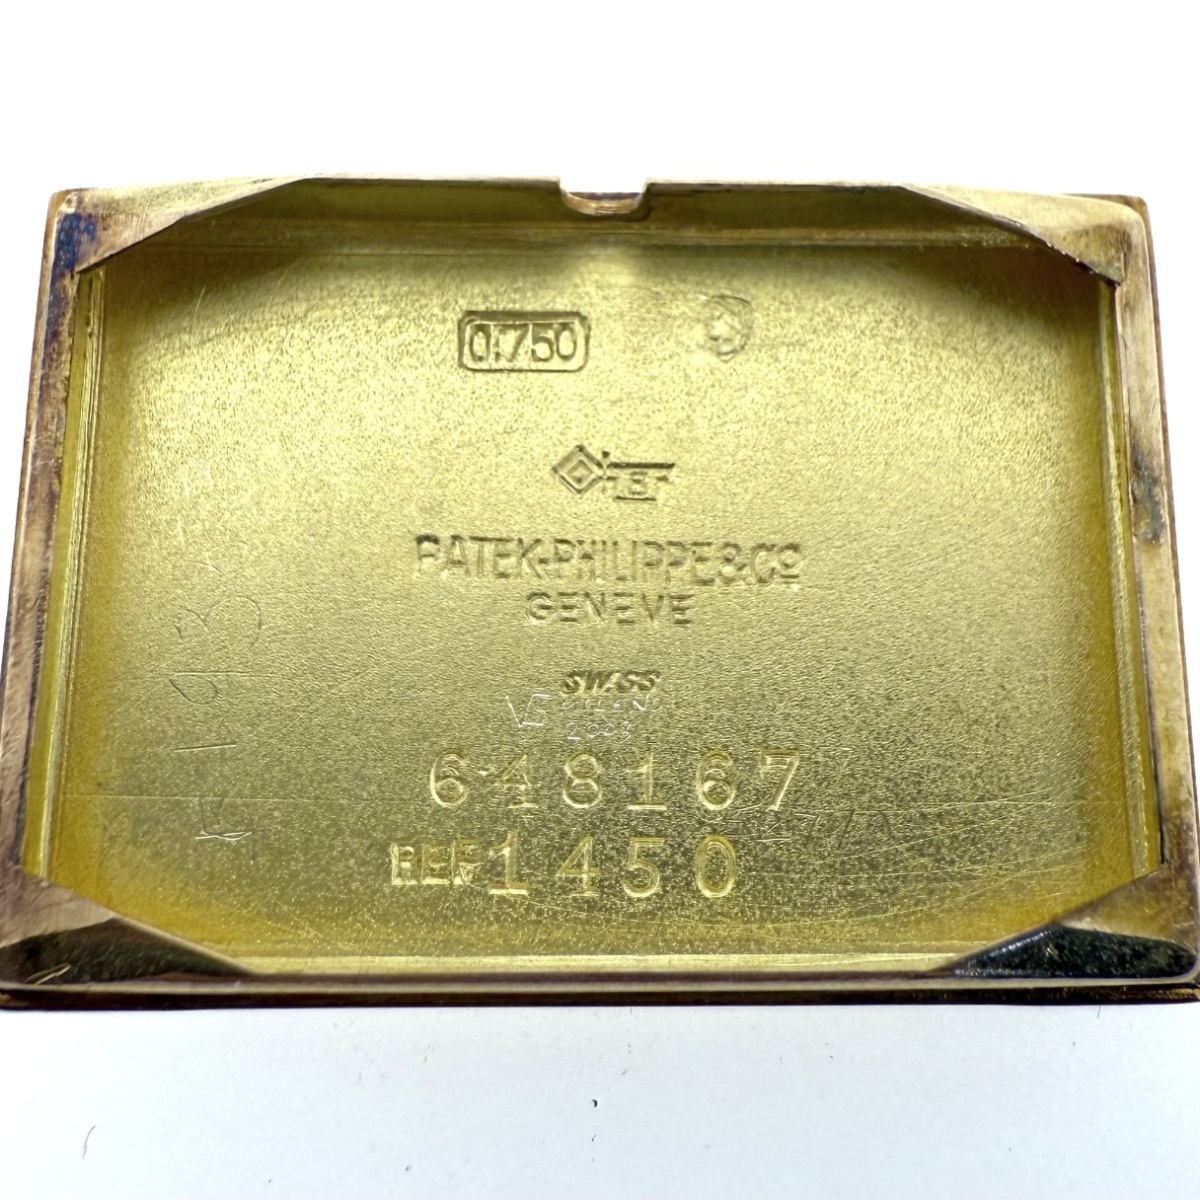 0.750
PATEK-PHILIPPE & Cº
GENEVE
SWISS
648167
REF 1450